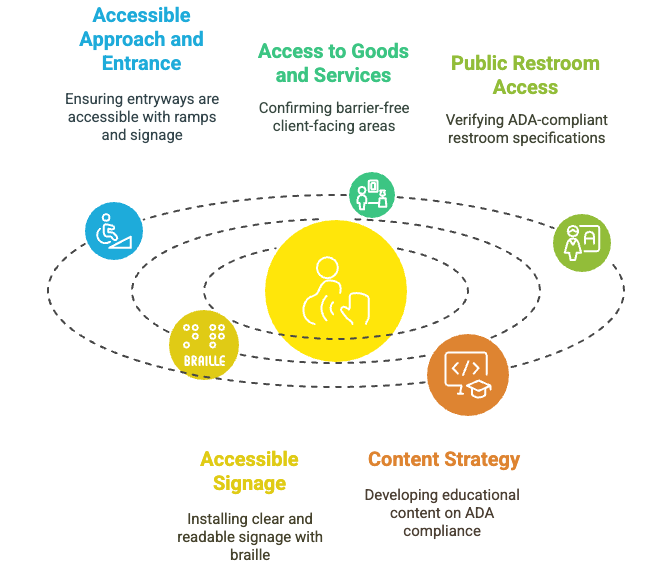 Accessible
Approach and
Entrance
Ensuring entryways are
accessible with ramps
and signage
Access to Goods
and Services
Confirming barrier-free
client-facing areas
Public Restroom
Access
Verifying ADA-compliant
restroom specifications
BRAILLE
</>
Accessible
Signage
Installing clear and
readable signage with
braille
Content Strategy
Developing educational
content on ADA
compliance